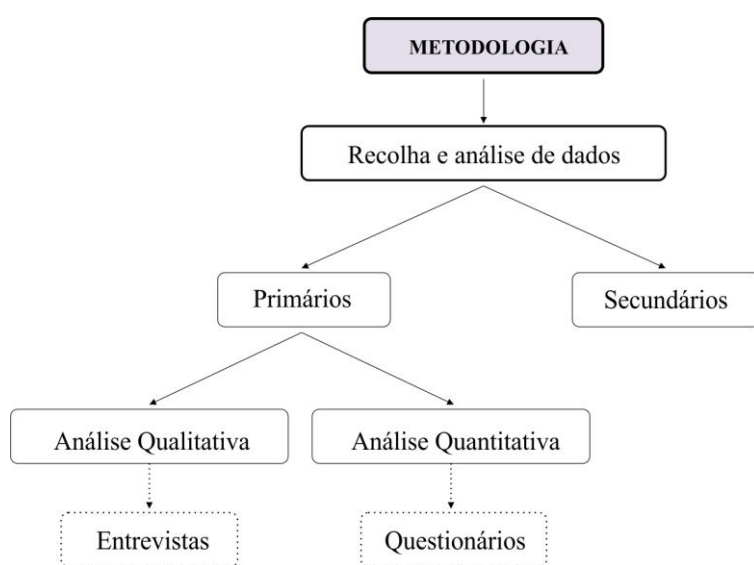 METODOLOGIA
Recolha e análise de dados
Primários
Secundários
Análise Qualitativa
Análise Quantitativa
Entrevistas
Questionários